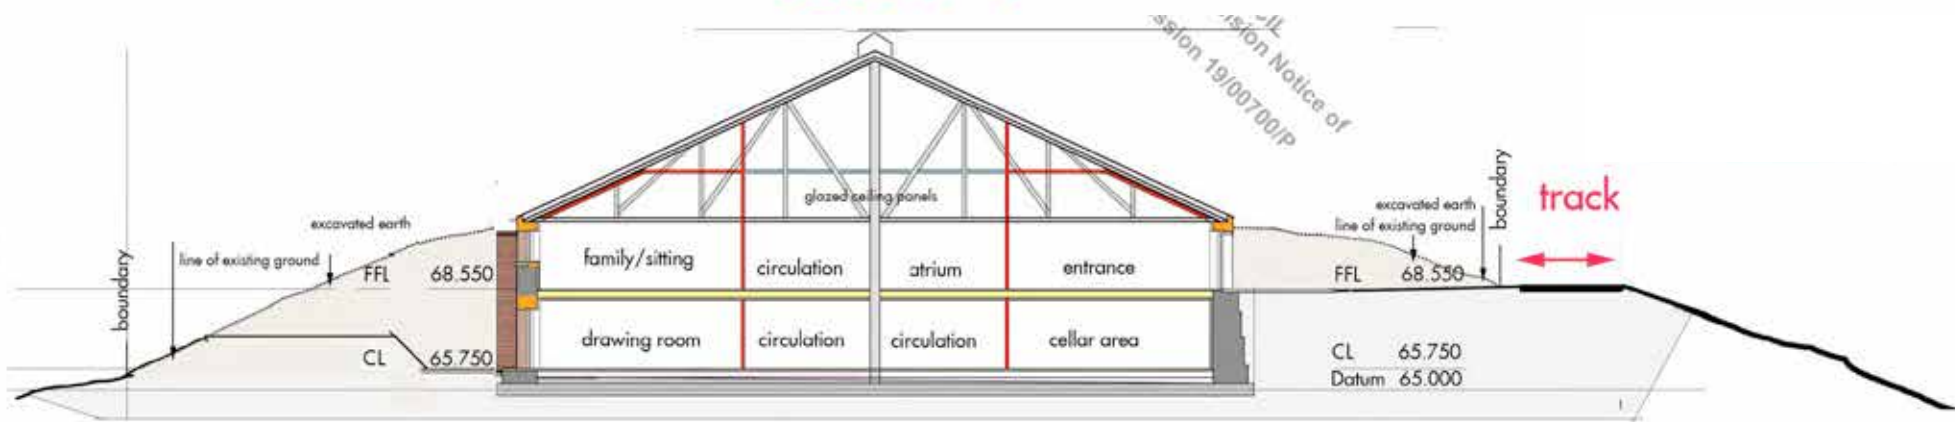 ssion 19/00700/P
ision Notice of
boundary
line of existing ground
excavated earth
FFL 68.550
CL 65.750
glazed ceiling panels
family/sitting
circulation
atrium
entrance
drawing room
circulation
circulation
cellar area
excavated earth
line of existing ground
boundary
track
FFL 68.550
CL 65.750
Datum 65.000